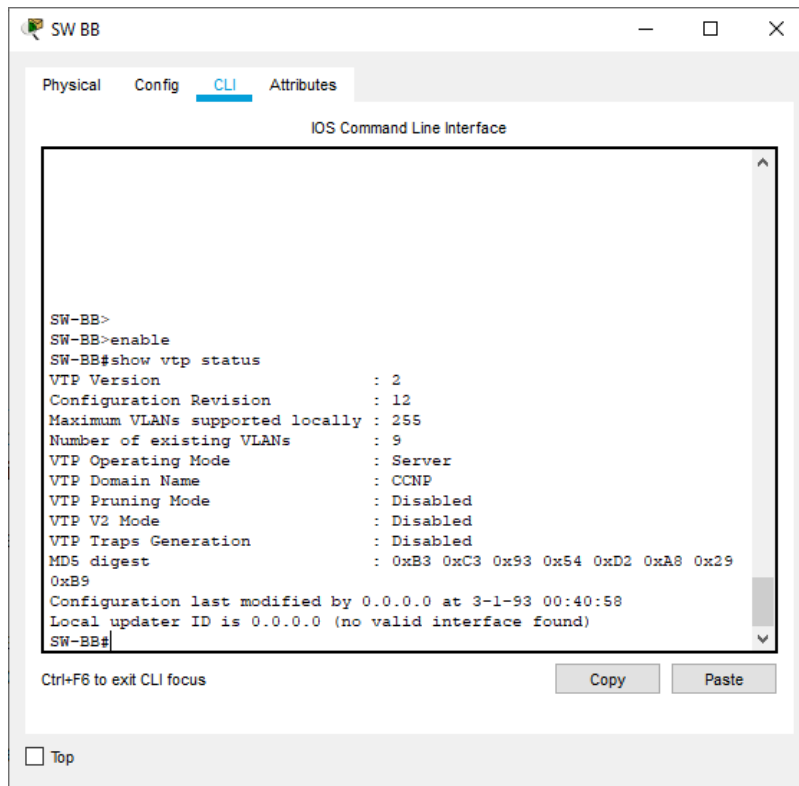 SW BB
Physical Config CLI Attributes
IOS Command Line Interface
SW-BB>
SW-BB>enable
SW-BB#show vtp status
VTP Version : 2
Configuration Revision : 12
Maximum VLANs supported locally : 255
Number of existing VLANs : 9
VTP Operating Mode : Server
VTP Domain Name : CCNP
VTP Pruning Mode : Disabled
VTP V2 Mode : Disabled
VTP Traps Generation : Disabled
MD5 digest : 0xB3 0xC3 0x93 0x54 0xD2 0xA8 0x29
0xB9
Configuration last modified by 0.0.0.0 at 3-1-93 00:40:58
Local updater ID is 0.0.0.0 (no valid interface found)
SW-BB#
Ctrl+F6 to exit CLI focus
Copy Paste
Top